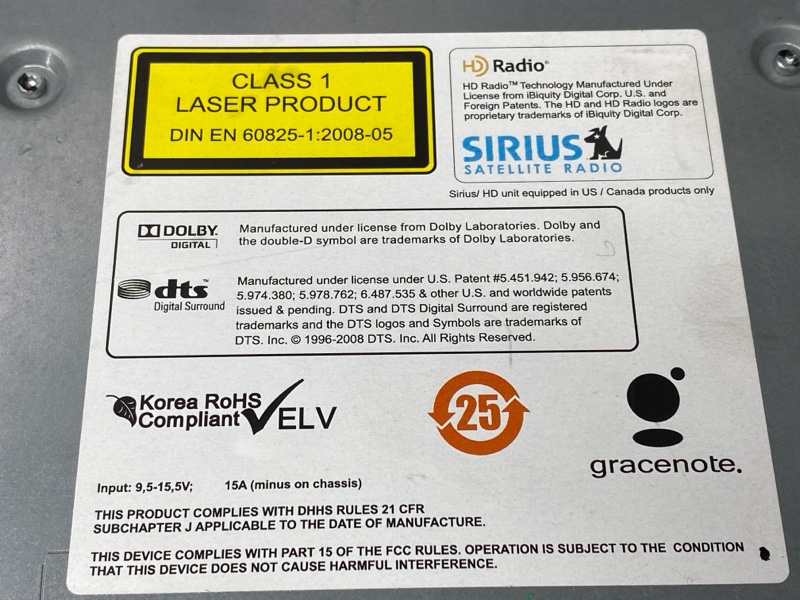 CLASS 1
LASER PRODUCT
DIN EN 60825-1:2008-05
HD Radio®
HD Radio™ Technology Manufactured Under
License from iBiquity Digital Corp. U.S. and
Foreign Patents. The HD and HD Radio logos are
proprietary trademarks of iBiquity Digital Corp.
SIRIUS
SATELLITE RADIO
Sirius/ HD unit equipped in US / Canada products only
DOLBY
DIGITAL
Manufactured under license from Dolby Laboratories. Dolby and
the double-D symbol are trademarks of Dolby Laboratories.
dts™
Digital Surround
Manufactured under license under U.S. Patent #5.451.942; 5.956.674;
5.974.380; 5.978.762; 6.487.535 & other U.S. and worldwide patents
issued & pending. DTS and DTS Digital Surround are registered
trademarks and the DTS logos and Symbols are trademarks of
DTS. Inc. © 1996-2008 DTS. Inc. All Rights Reserved.
Korea RoHS
Compliant
ELV
25
gracenote.
Input: 9,5-15,5V; 15A (minus on chassis)
THIS PRODUCT COMPLIES WITH DHHS RULES 21 CFR
SUBCHAPTER J APPLICABLE TO THE DATE OF MANUFACTURE.
THIS DEVICE COMPLIES WITH PART 15 OF THE FCC RULES. OPERATION IS SUBJECT TO THE CONDITION
THAT THIS DEVICE DOES NOT CAUSE HARMFUL INTERFERENCE.